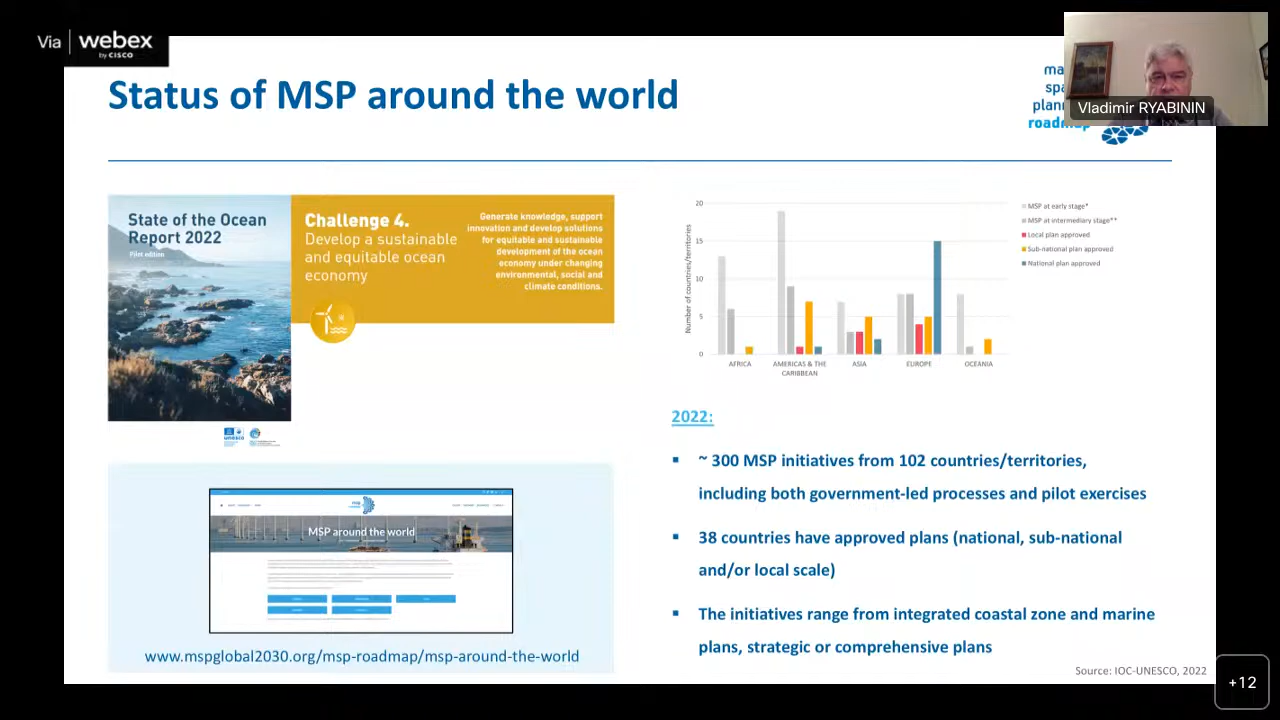 Via webex
by CISCO
Status of MSP around the world
roadmap
Vladimir RYABININ
State of the Ocean
Report 2022
Pilot edition
Challenge 4.
Develop a sustainable
and equitable ocean
economy
Generate knowledge, support
innovation and develop solutions
for equitable and sustainable
development of the ocean
economy under changing
environmental, social and
climate conditions.
unesco
MSP around the world
www.mspglobal2030.org/msp-roadmap/msp-around-the-world
Number of countries/territories
20
15
10
5
0
AFRICA
AMERICAS & THE
CARIBBEAN
ASIA
EUROPE
OCEANIA
MSP at early stage*
MSP at intermediary stage**
Local plan approved
Sub-national plan approved
National plan approved
2022:
~ 300 MSP initiatives from 102 countries/territories,
including both government-led processes and pilot exercises
38 countries have approved plans (national, sub-national
and/or local scale)
The initiatives range from integrated coastal zone and marine
plans, strategic or comprehensive plans
Source: IOC-UNESCO, 2022
+12